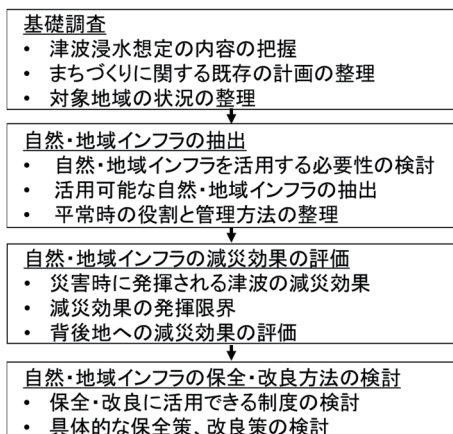 基礎調査
• 津波浸水想定の内容の把握
• まちづくりに関する既存の計画の整理
• 対象地域の状況の整理
自然・地域インフラの抽出
• 自然・地域インフラを活用する必要性の検討
• 活用可能な自然・地域インフラの抽出
• 平常時の役割と管理方法の整理
自然・地域インフラの減災効果の評価
• 災害時に発揮される津波の減災効果
• 減災効果の発揮限界
• 背後地への減災効果の評価
自然・地域インフラの保全・改良方法の検討
• 保全・改良に活用できる制度の検討
• 具体的な保全策、改良策の検討